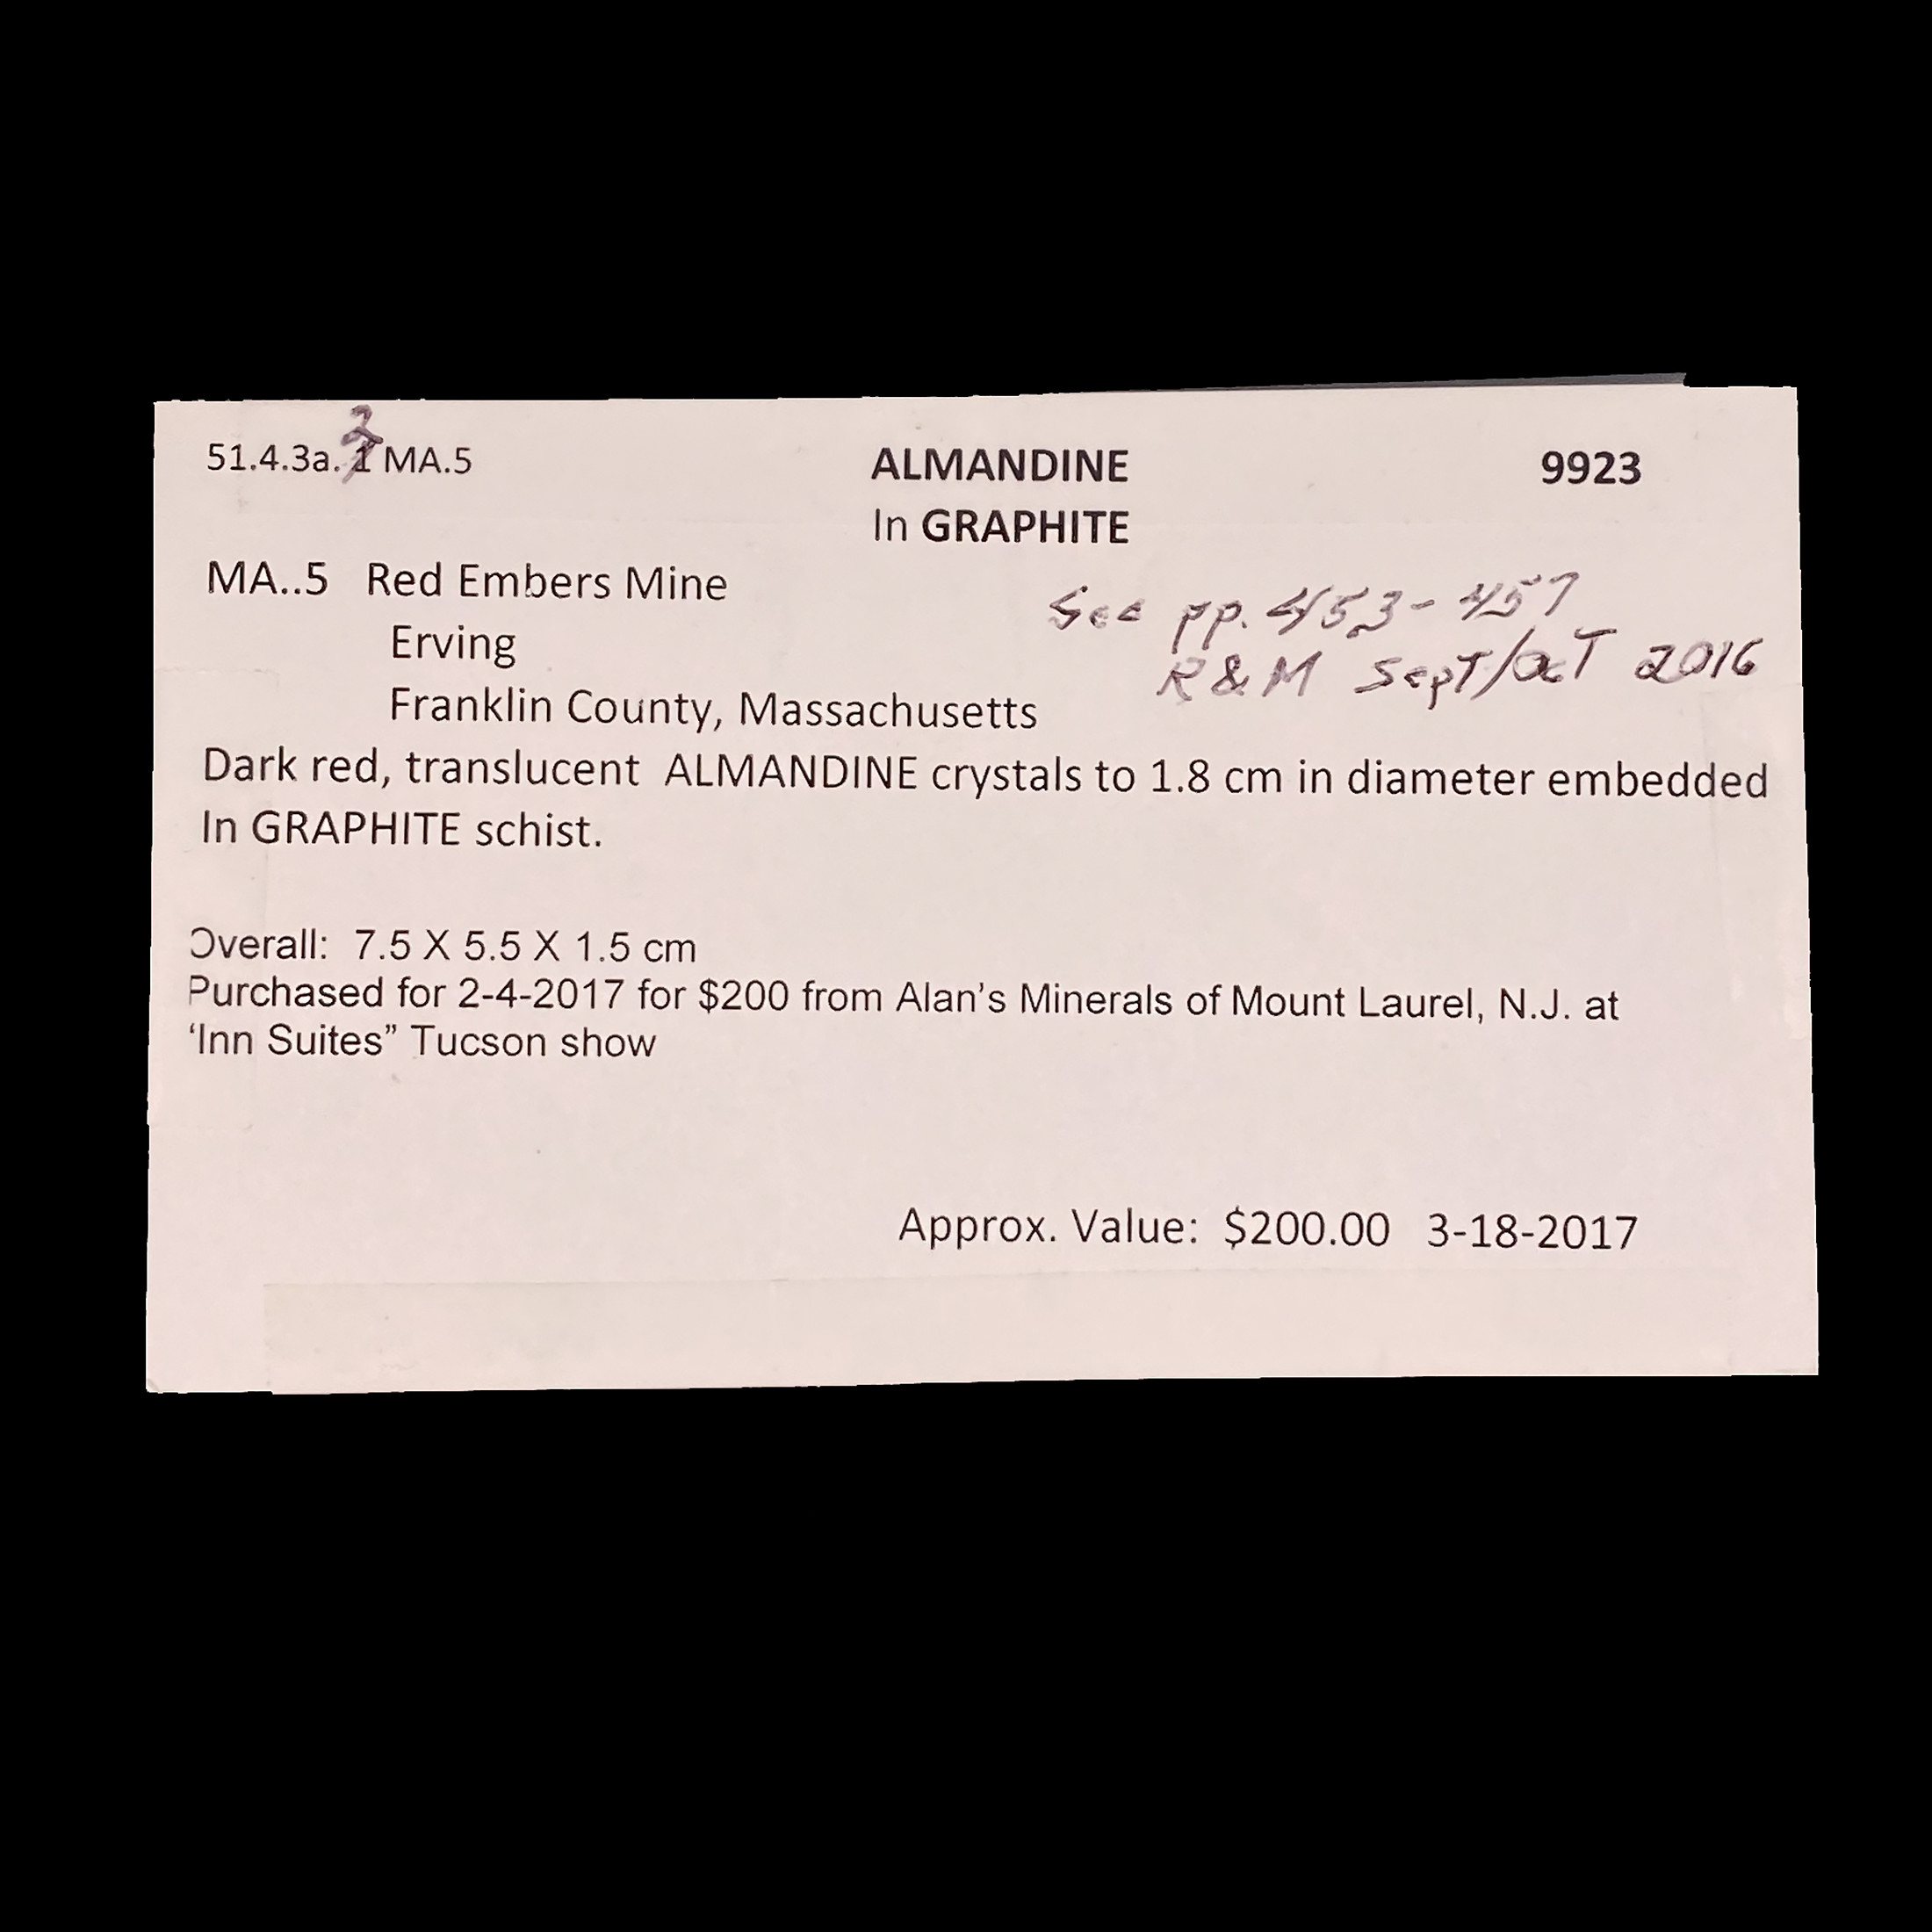 51.4.3a.2 MA.5 ALMANDINE 9923
In GRAPHITE
MA..5 Red Embers Mine
See pp. 453-457
Erving
R&M SepT/ocT 2016
Franklin County, Massachusetts
Dark red, translucent ALMANDINE crystals to 1.8 cm in diameter embedded
In GRAPHITE schist.
Overall: 7.5 X 5.5 X 1.5 cm
Purchased for 2-4-2017 for $200 from Alan's Minerals of Mount Laurel, N.J. at
‘Inn Suites” Tucson show
Approx. Value: $200.00 3-18-2017